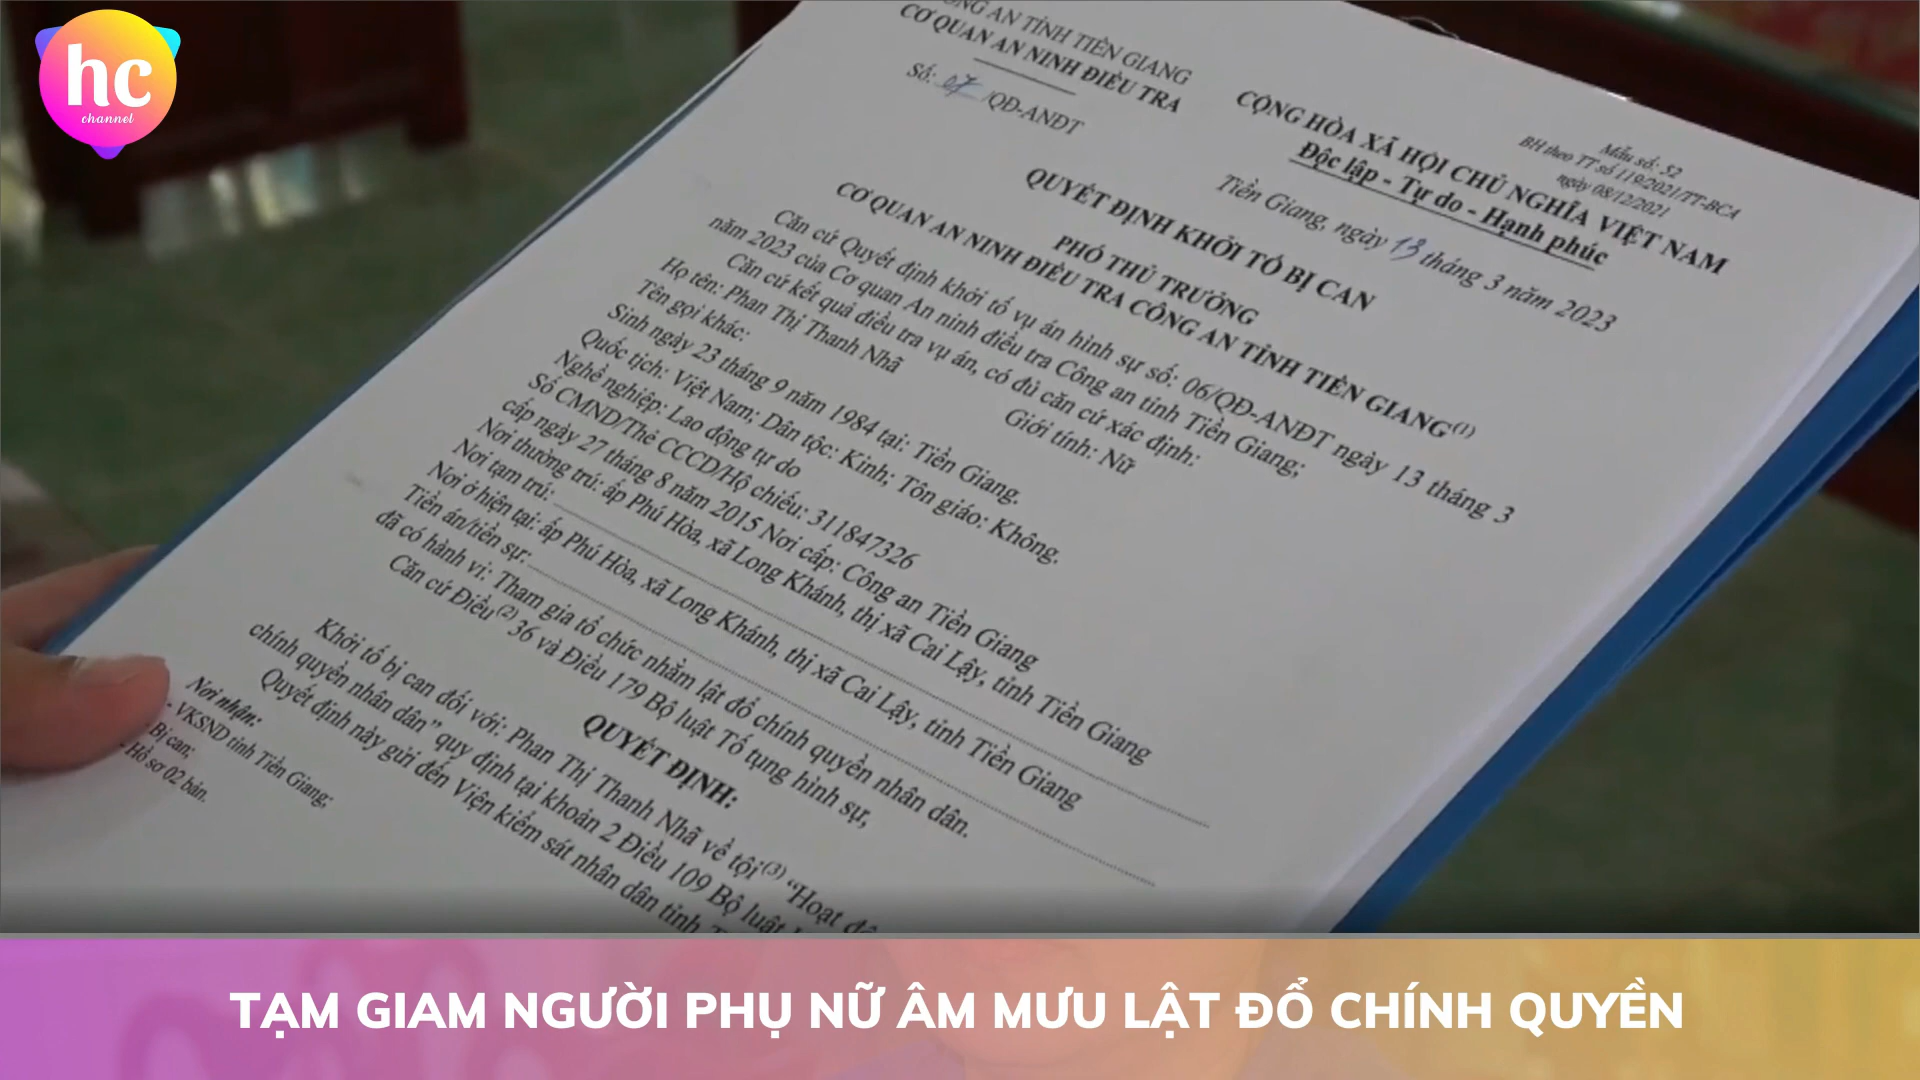 hc
channel
CÔNG AN TỈNH TIỀN GIANG
CƠ QUAN AN NINH ĐIỀU TRA
Số: 07 /QĐ-ANĐT
CỘNG HÒA XÃ HỘI CHỦ NGHĨA VIỆT NAM
Độc lập - Tự do - Hạnh phúc
Mẫu số: 52
BH theo TT số 119/2021/TT-BCA
ngày 08/12/2021
Tiền Giang, ngày 13 tháng 3 năm 2023
QUYẾT ĐỊNH KHỞI TỐ BỊ CAN
PHÓ THỦ TRƯỞNG
CƠ QUAN AN NINH ĐIỀU TRA CÔNG AN TỈNH TIỀN GIANG(1)
Căn cứ Quyết định khởi tố vụ án hình sự số: 06/QĐ-ANĐT ngày 13 tháng 3
năm 2023 của Cơ quan An ninh điều tra Công an tỉnh Tiền Giang;
Căn cứ kết quả điều tra vụ án, có đủ căn cứ xác định:
Họ tên: Phan Thị Thanh Nhã Giới tính: Nữ
Tên gọi khác:
Sinh ngày 23 tháng 9 năm 1984 tại: Tiền Giang.
Quốc tịch: Việt Nam; Dân tộc: Kinh; Tôn giáo: Không.
Nghề nghiệp: Lao động tự do
Số CMND/Thẻ CCCD/Hộ chiếu: 311847326
cấp ngày 27 tháng 8 năm 2015 Nơi cấp: Công an Tiền Giang
Nơi thường trú: ấp Phú Hòa, xã Long Khánh, thị xã Cai Lậy, tỉnh Tiền Giang
Nơi tạm trú:
Nơi ở hiện tại: ấp Phú Hòa, xã Long Khánh, thị xã Cai Lậy, tỉnh Tiền Giang
Tiền án/tiền sự:
đã có hành vi: Tham gia tổ chức nhằm lật đổ chính quyền nhân dân.
Căn cứ Điều(2) 36 và Điều 179 Bộ luật Tố tụng hình sự,
QUYẾT ĐỊNH:
Khởi tố bị can đối với: Phan Thị Thanh Nhã về tội(3) “Hoạt
chính quyền nhân dân” quy định tại khoản 2 Điều 109 Bộ luật
Quyết định này gửi đến Viện kiểm sát nhân dân tỉnh
Nơi nhận:
- VKSND tỉnh Tiền Giang;
- Bị can;
- Hồ sơ 02 bản.
TẠM GIAM NGƯỜI PHỤ NỮ ÂM MƯU LẬT ĐỔ CHÍNH QUYỀN